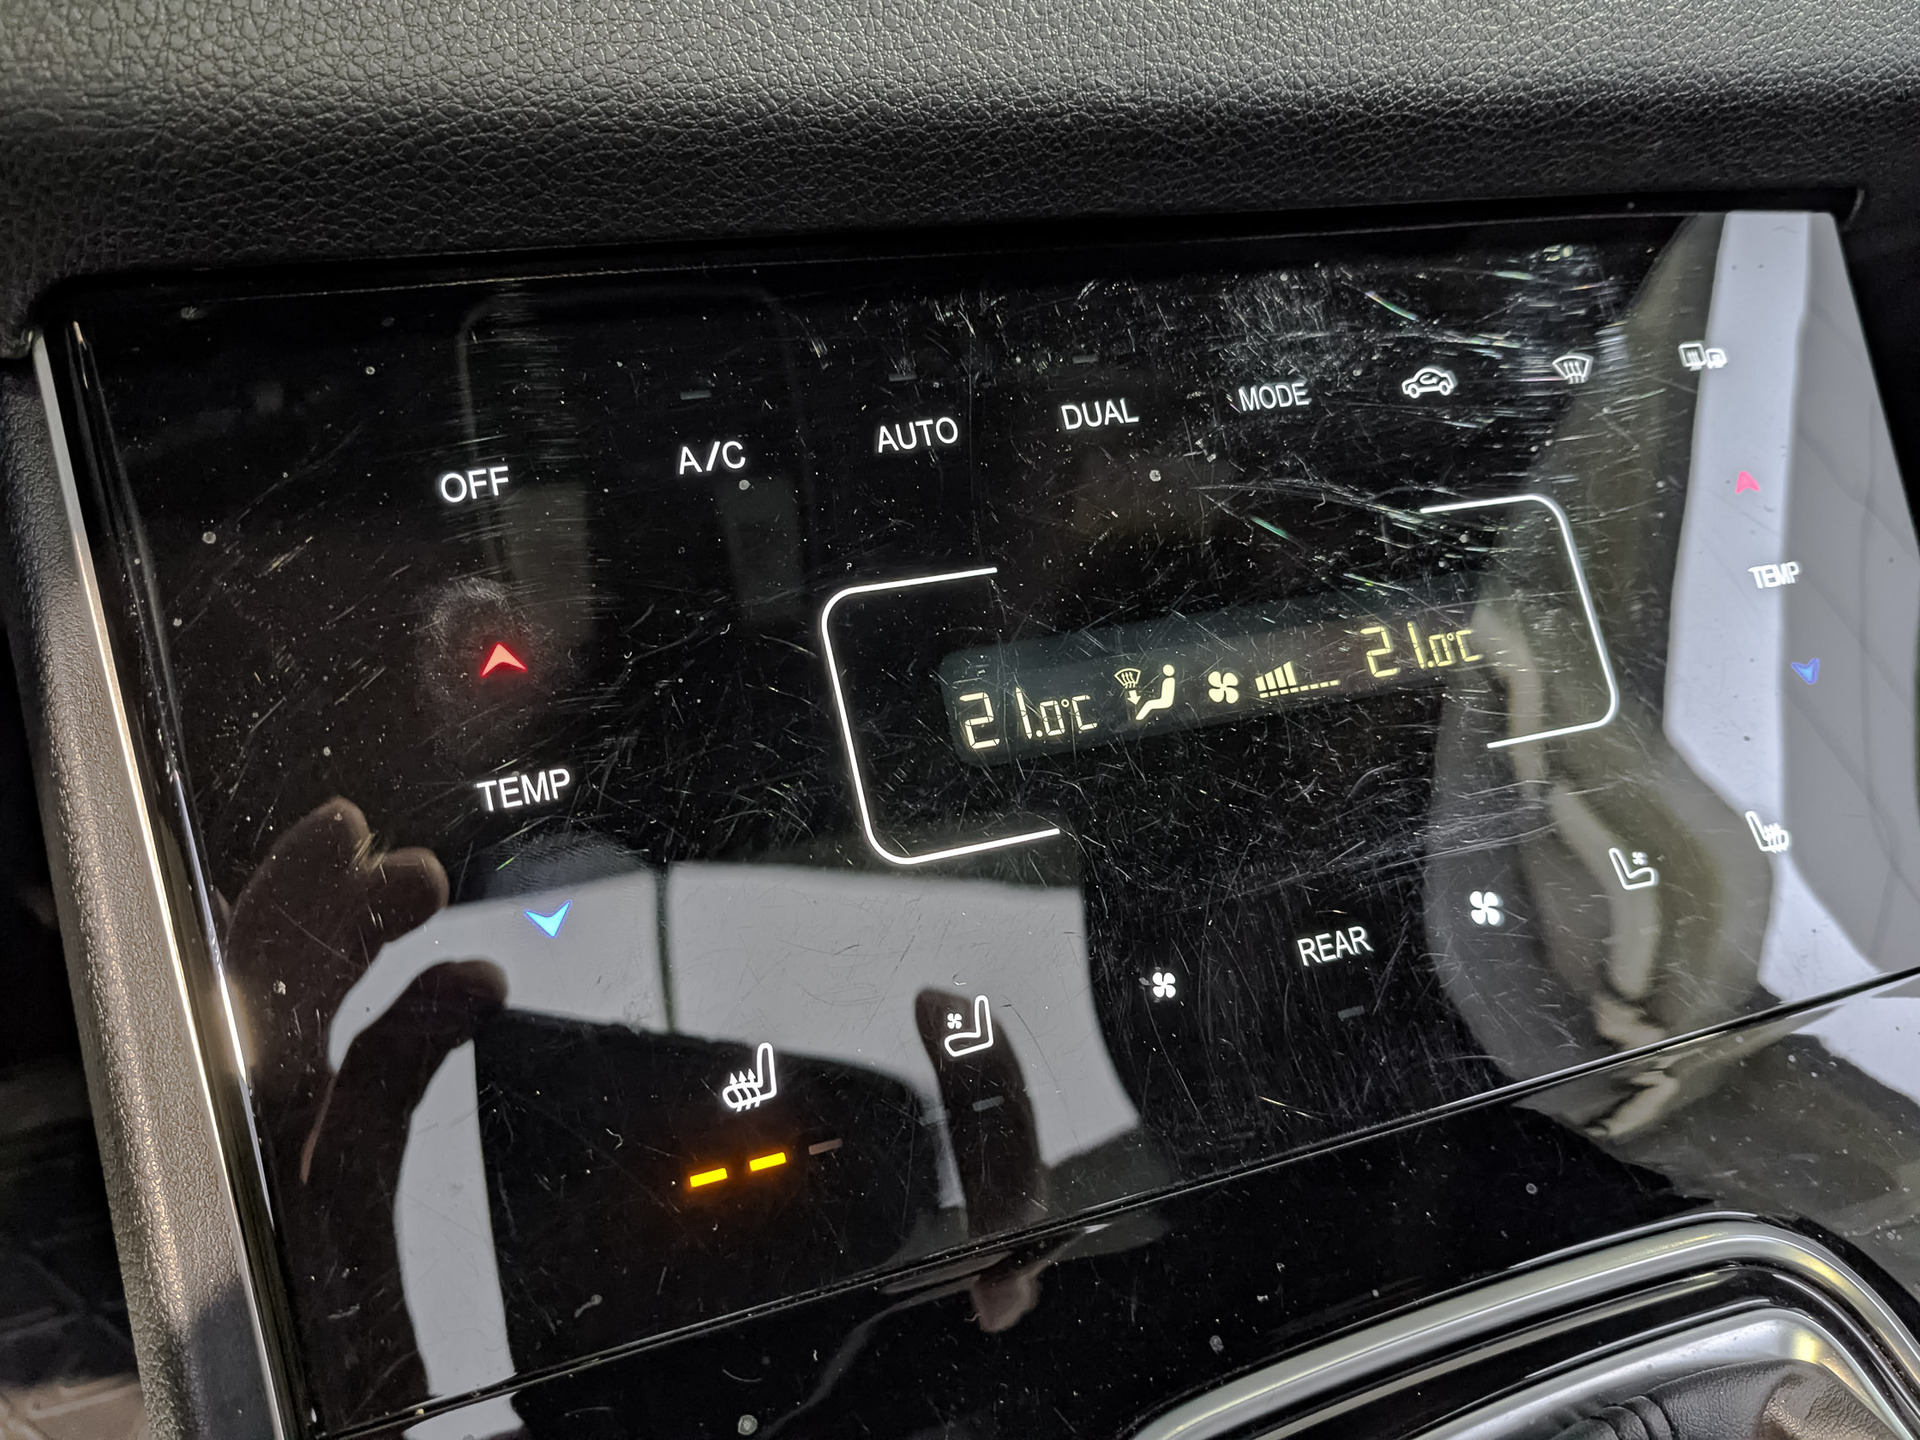 OFF
A/C
AUTO
DUAL
MODE
TEMP
21.0°C
21.0°C
TEMP
REAR